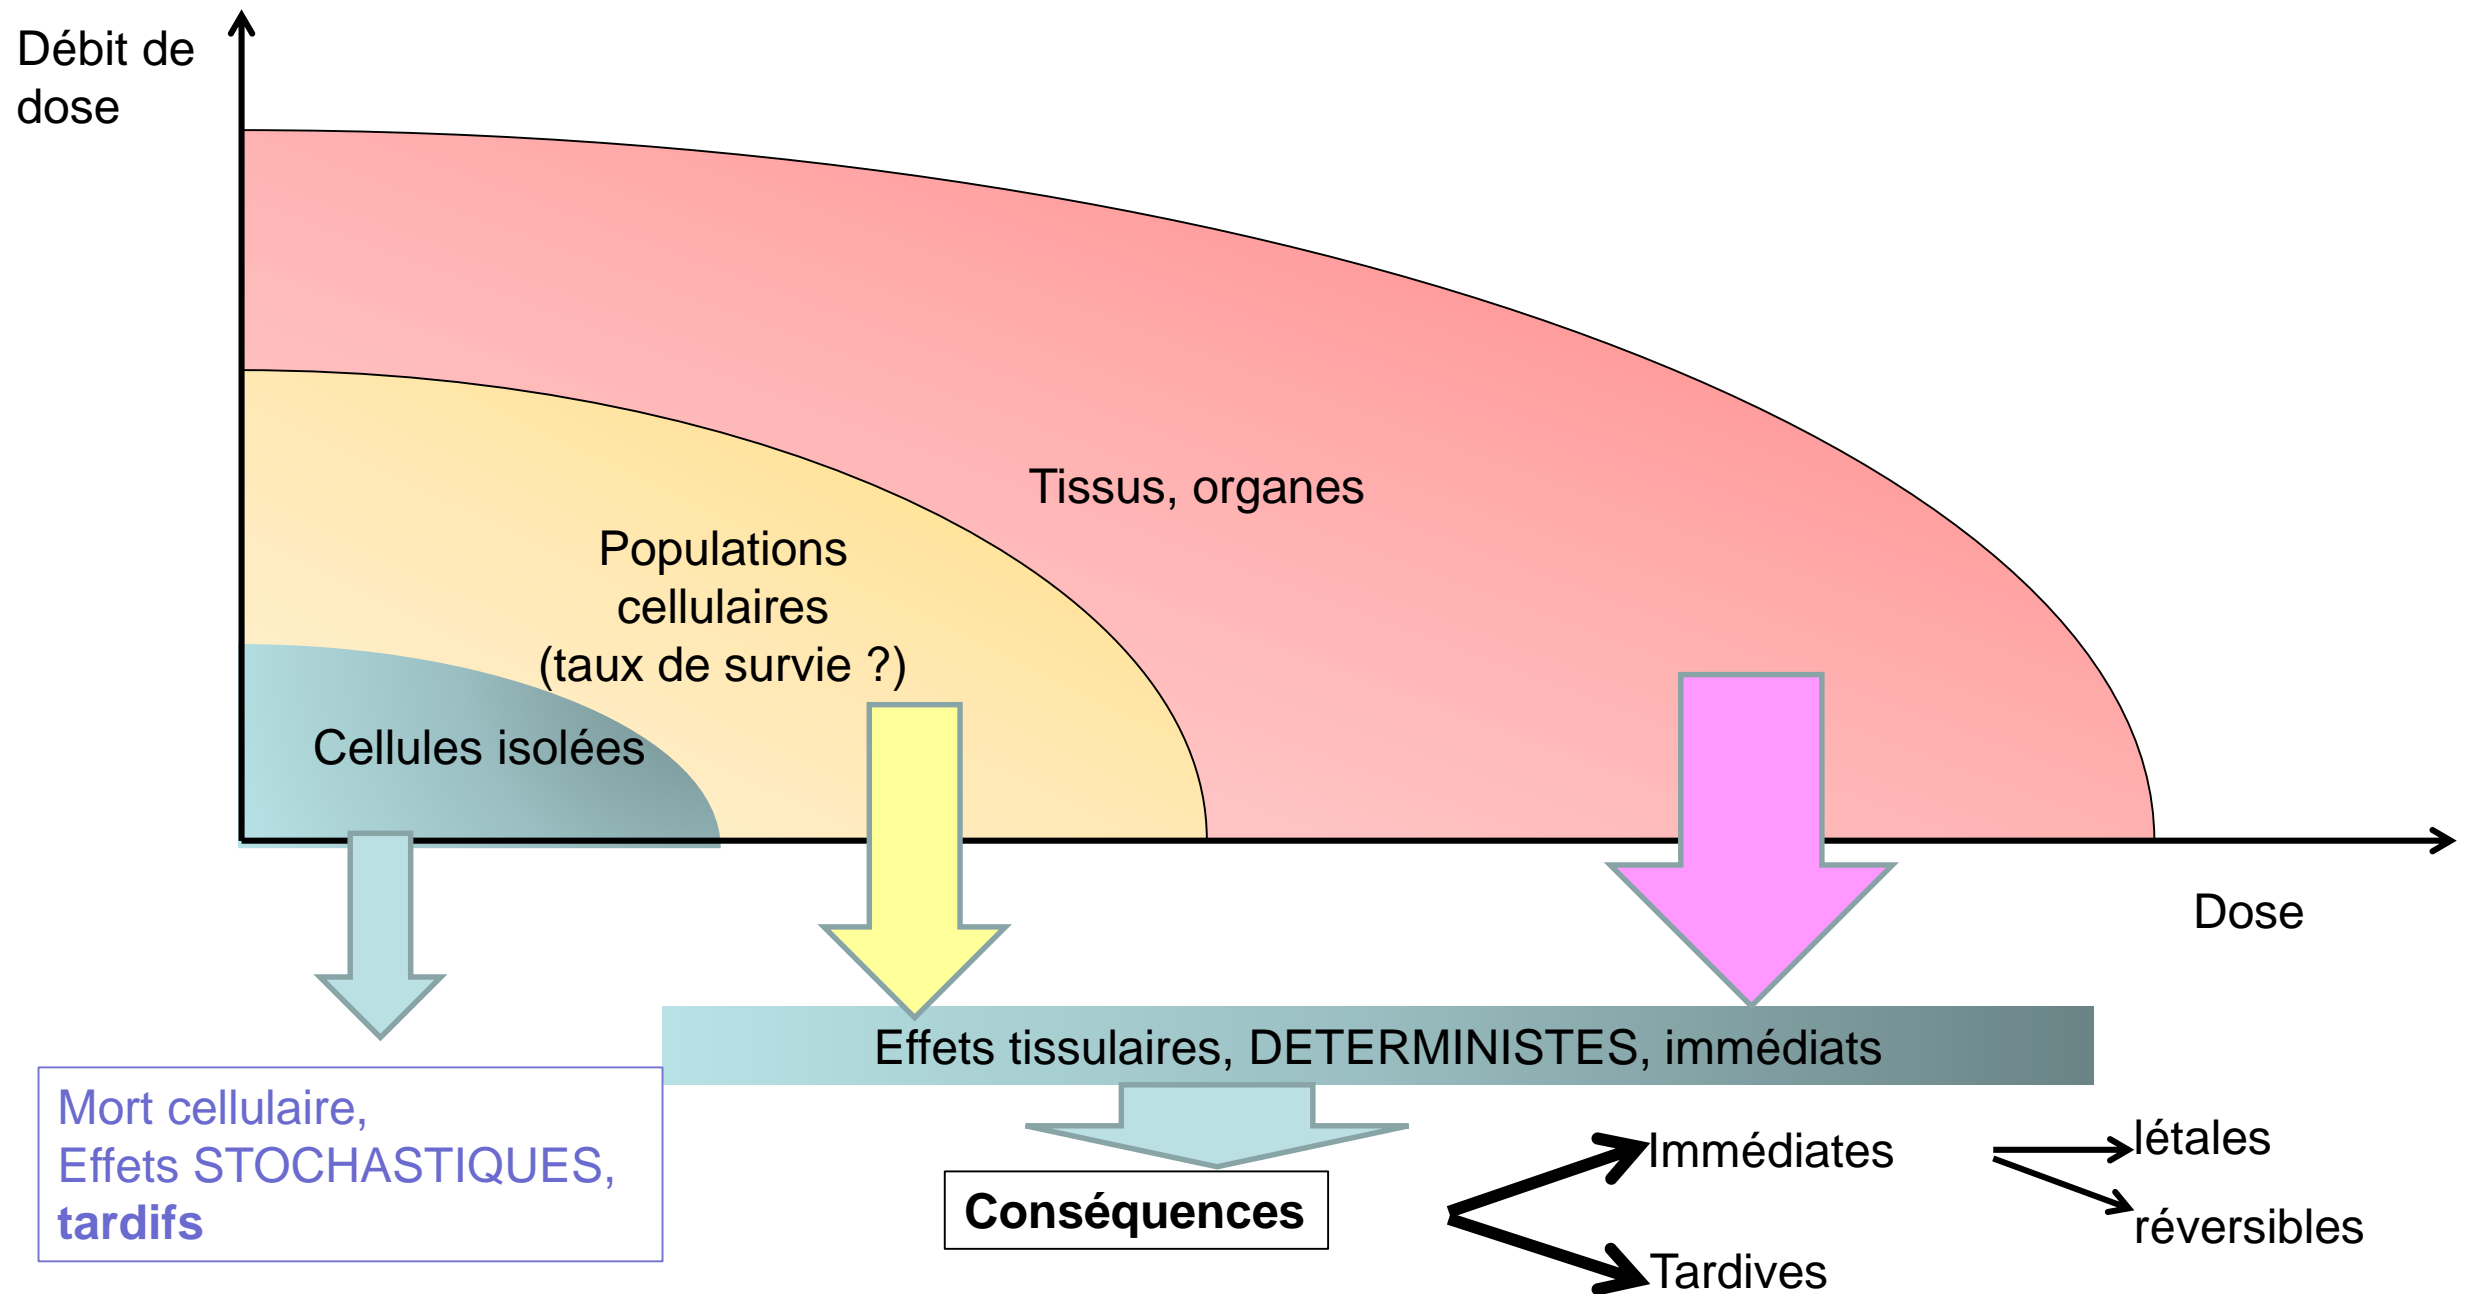 Débit de
dose
Tissus, organes
Populations
cellulaires
(taux de survie ?)
Cellules isolées
Dose
Effets tissulaires, DETERMINISTES, immédiats
Mort cellulaire,
Effets STOCHASTIQUES,
tardifs
Conséquences
Immédiates
létales
réversibles
Tardives